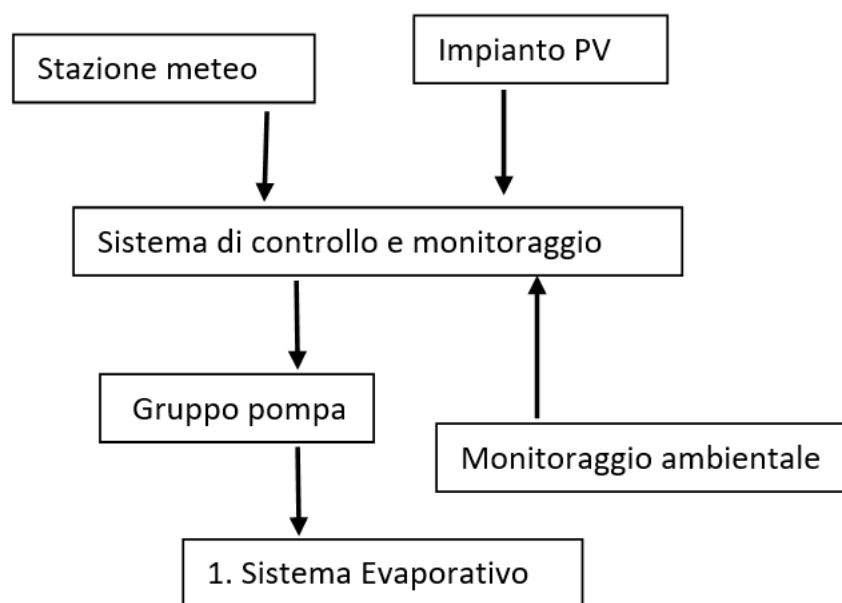 Stazione meteo
Impianto PV
Sistema di controllo e monitoraggio
Gruppo pompa
Monitoraggio ambientale
1. Sistema Evaporativo